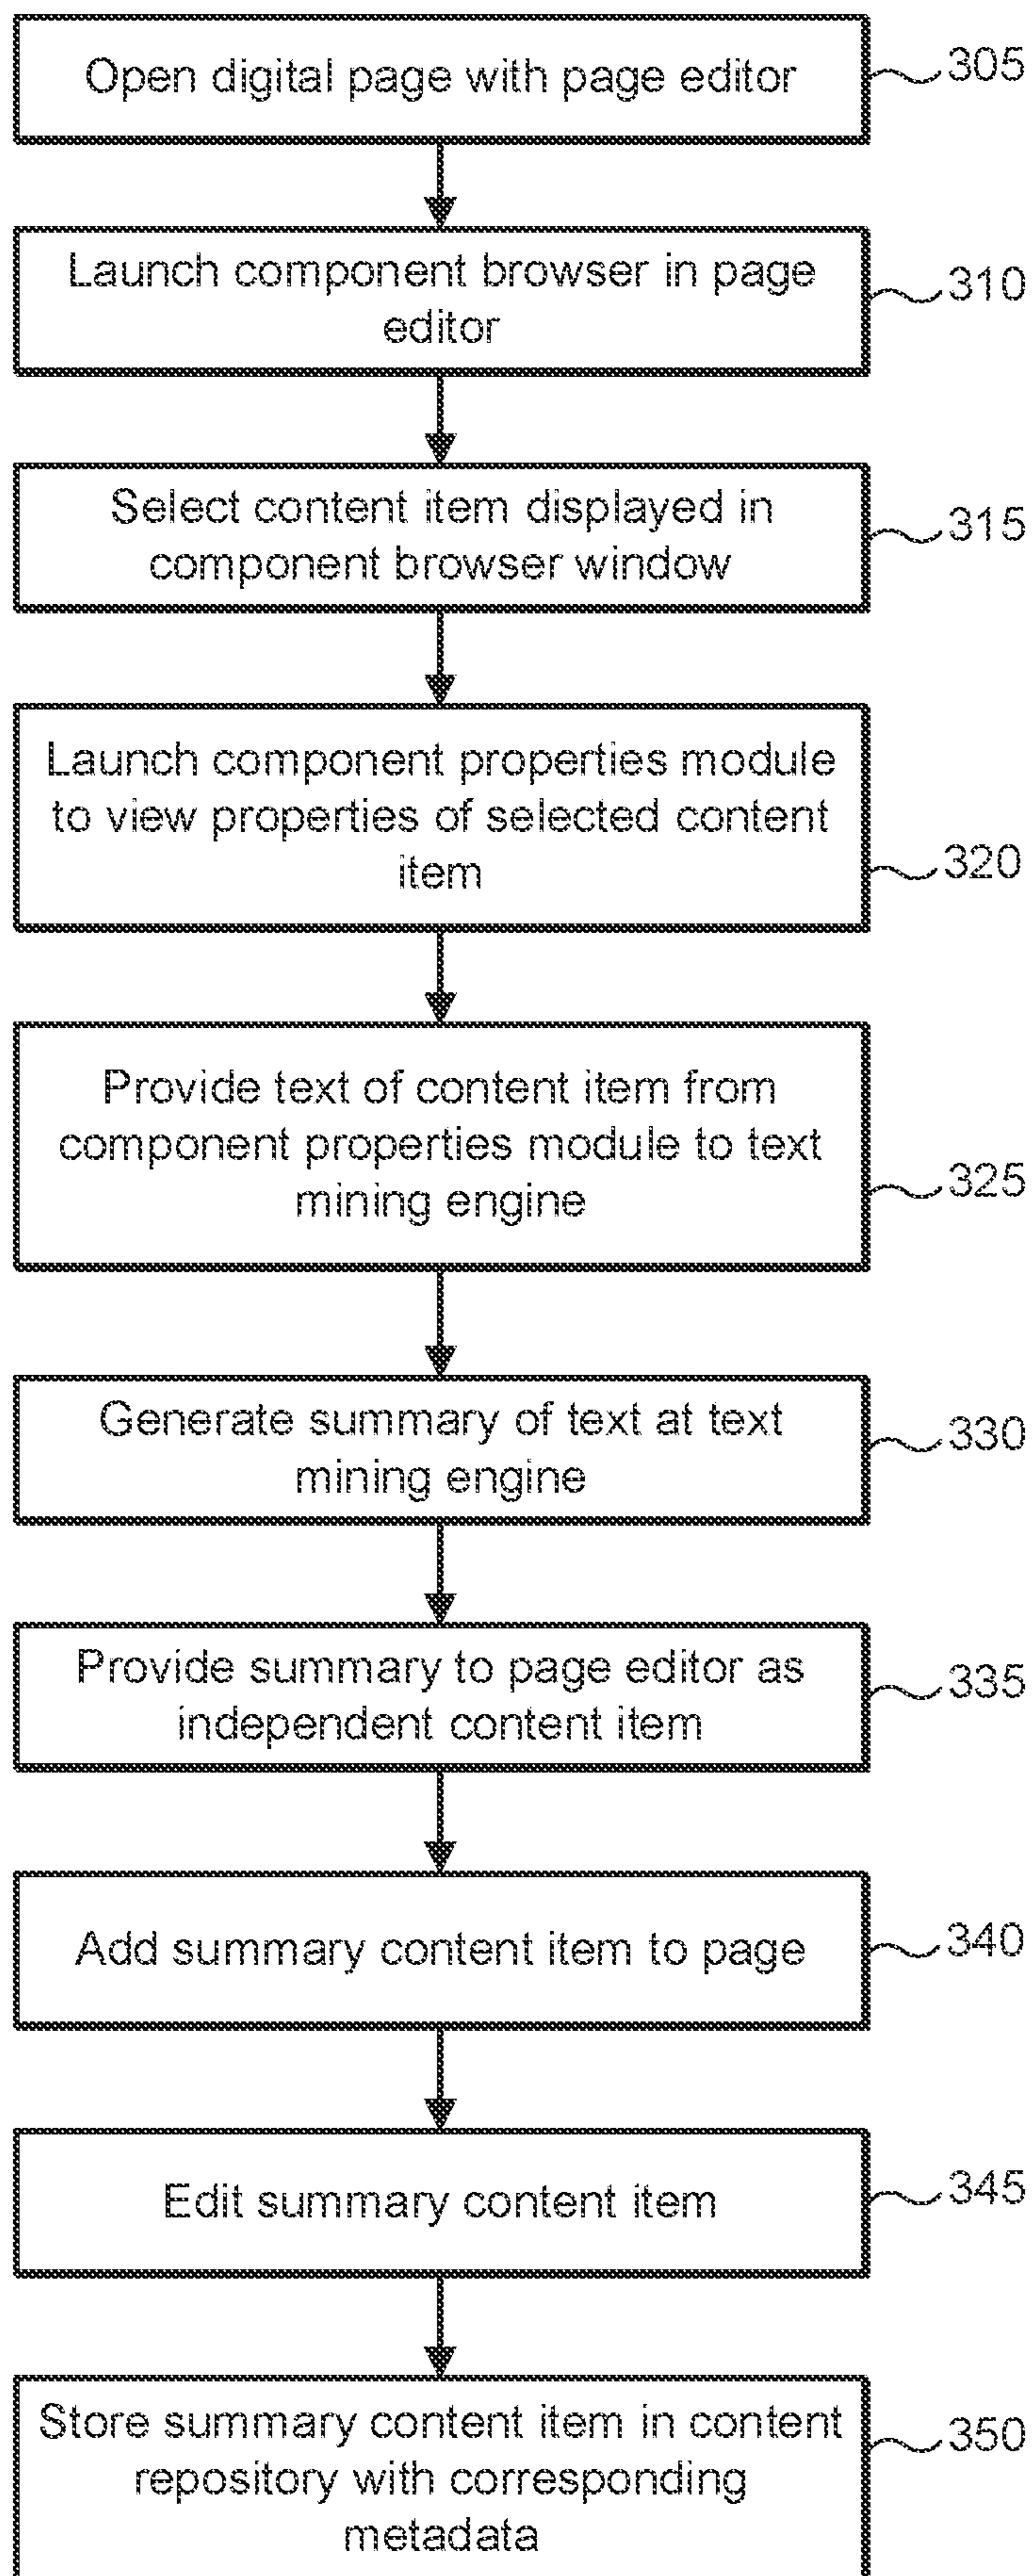 Open digital page with page editor
305
Launch component browser in page
editor
310
Select content item displayed in
component browser window
315
Launch component properties module
to view properties of selected content
item
320
Provide text of content item from
component properties module to text
mining engine
325
Generate summary of text at text
mining engine
330
Provide summary to page editor as
independent content item
335
Add summary content item to page
340
Edit summary content item
345
Store summary content item in content
repository with corresponding
metadata
350